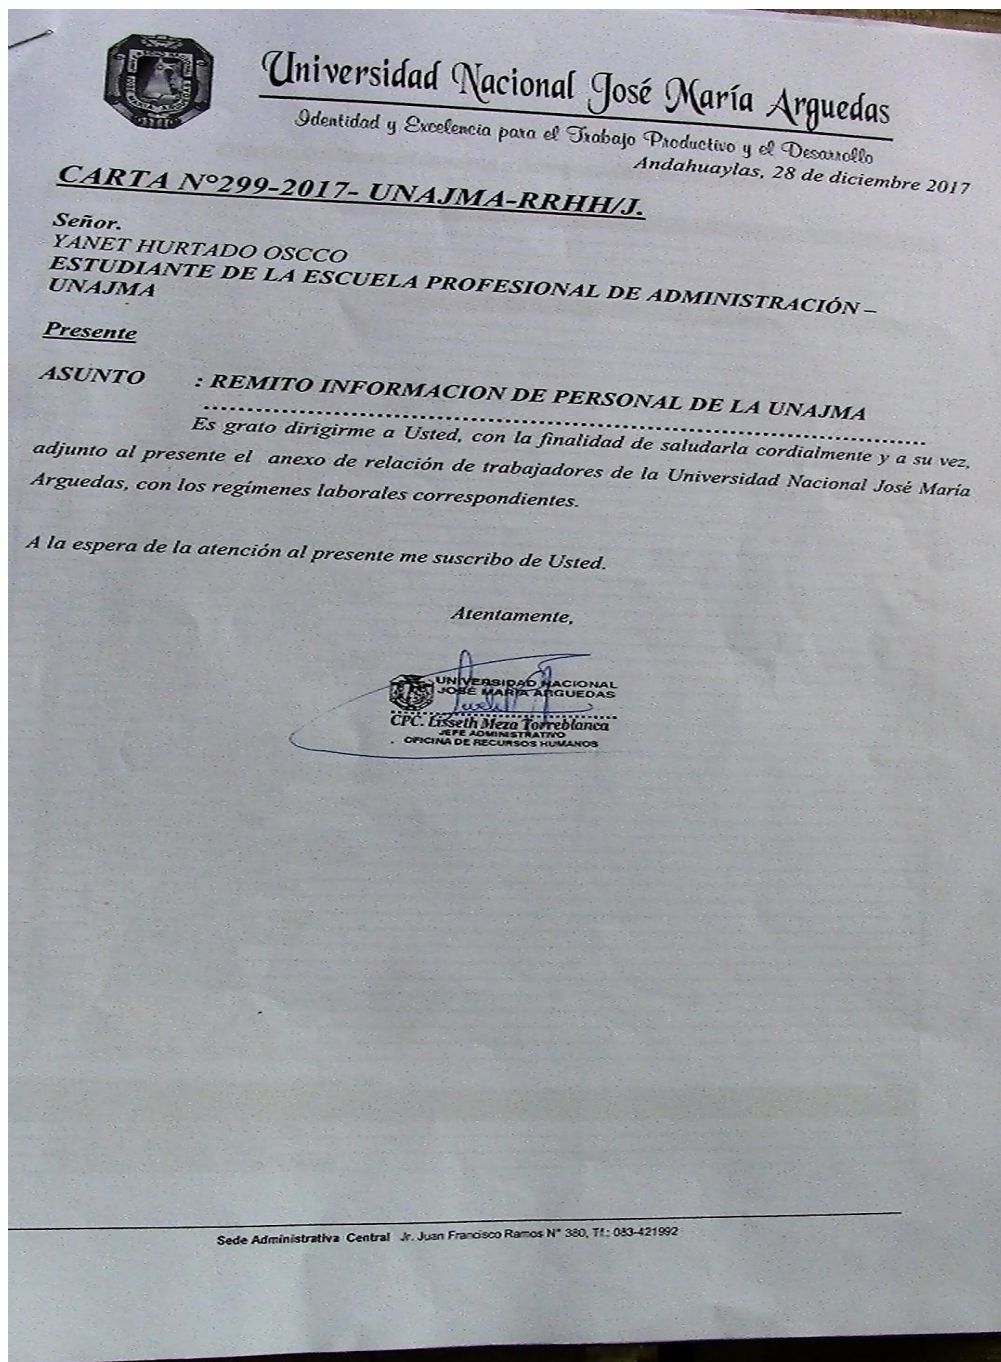 Universidad Nacional José María Arguedas
Identidad y Excelencia para el Trabajo Productivo y el Desarrollo
Andahuaylas, 28 de diciembre 2017
CARTA N°299-2017- UNAJMA-RRHH/J.
Señor.
YANET HURTADO OSCCO
ESTUDIANTE DE LA ESCUELA PROFESIONAL DE ADMINISTRACIÓN –
UNAJMA
Presente
ASUNTO : REMITO INFORMACION DE PERSONAL DE LA UNAJMA
Es grato dirigirme a Usted, con la finalidad de saludarla cordialmente y a su vez,
adjunto al presente el anexo de relación de trabajadores de la Universidad Nacional José María
Arguedas, con los regímenes laborales correspondientes.
A la espera de la atención al presente me suscribo de Usted.
Atentamente,
UNIVERSIDAD NACIONAL
JOSÉ MARÍA ARGUEDAS
CPC. Lisseth Meza Torreblanca
JEFE ADMINISTRATIVO
OFICINA DE RECURSOS HUMANOS
Sede Administrativa Central Jr. Juan Francisco Ramos N° 380, Tf.: 083-421992